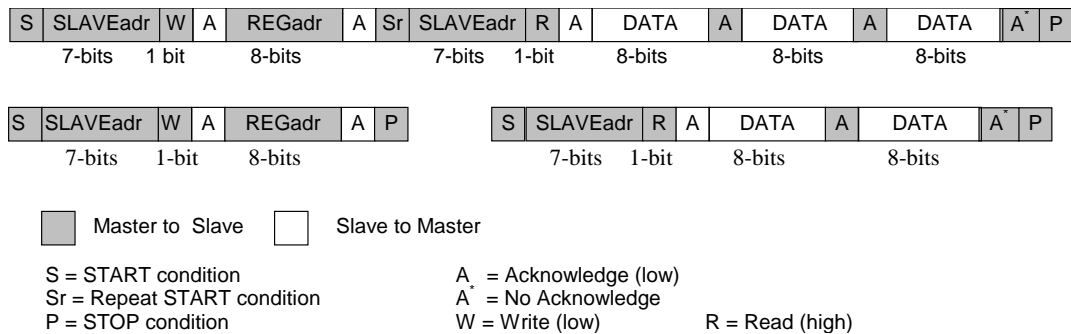 S SLAVEadr W A REGadr A Sr SLAVEadr R A DATA A DATA A DATA A* P
7-bits 1 bit 8-bits 7-bits 1-bit 8-bits 8-bits 8-bits
S SLAVEadr W A REGadr A P
7-bits 1-bit 8-bits
S SLAVEadr R A DATA A DATA A* P
7-bits 1-bit 8-bits 8-bits
Master to Slave
Slave to Master
S = START condition
Sr = Repeat START condition
P = STOP condition
A = Acknowledge (low)
A* = No Acknowledge
W = Write (low) R = Read (high)